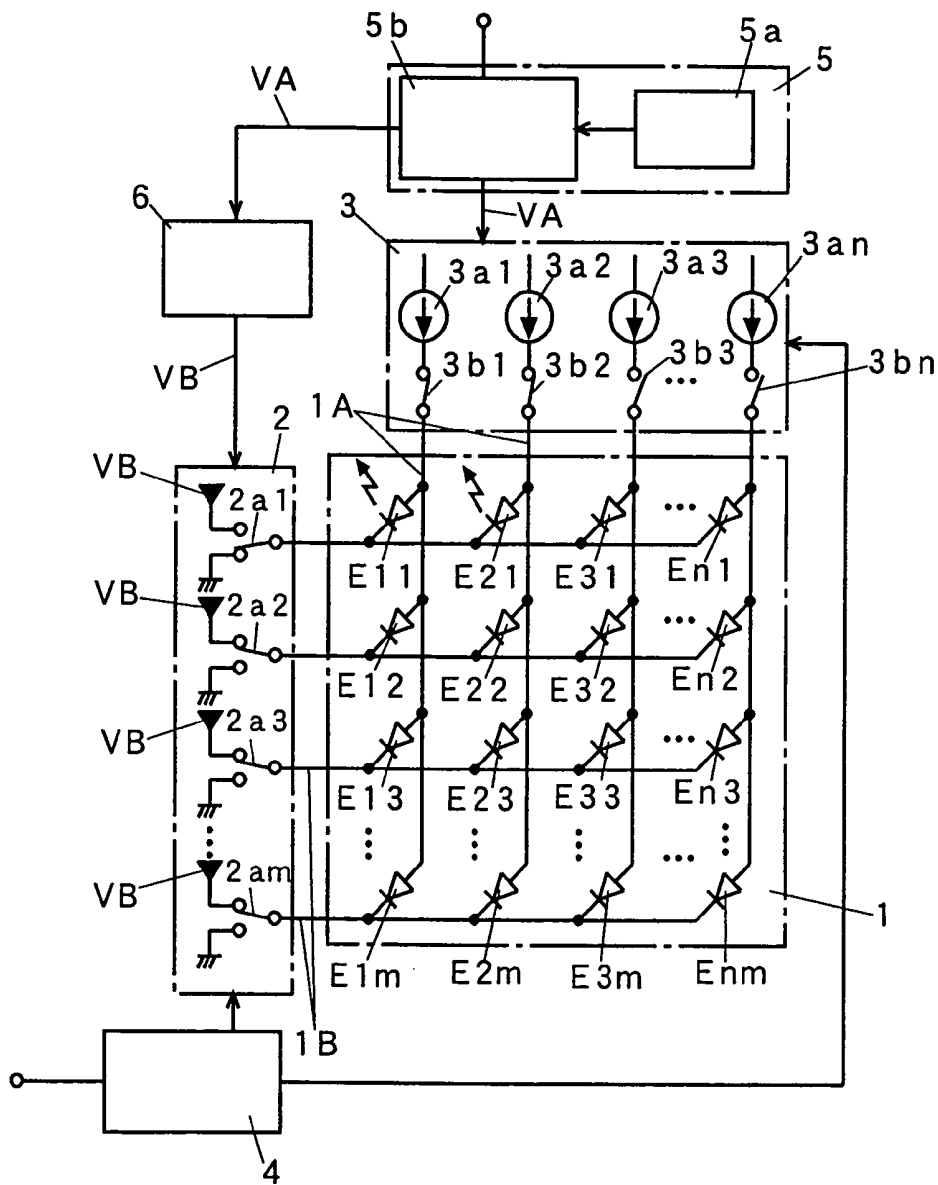 5b
5a
5
VA
VA
6
3
3a1
3a2
3a3
3an
3b1
3b2
3b3
...
3bn
VB
1A
2
VB
2a1
...
E11
E21
E31
En1
VB
2a2
...
E12
E22
E32
En2
VB
2a3
...
E13
E23
E33
En3
VB
2am
...
1
E1m
E2m
E3m
Enm
1B
4